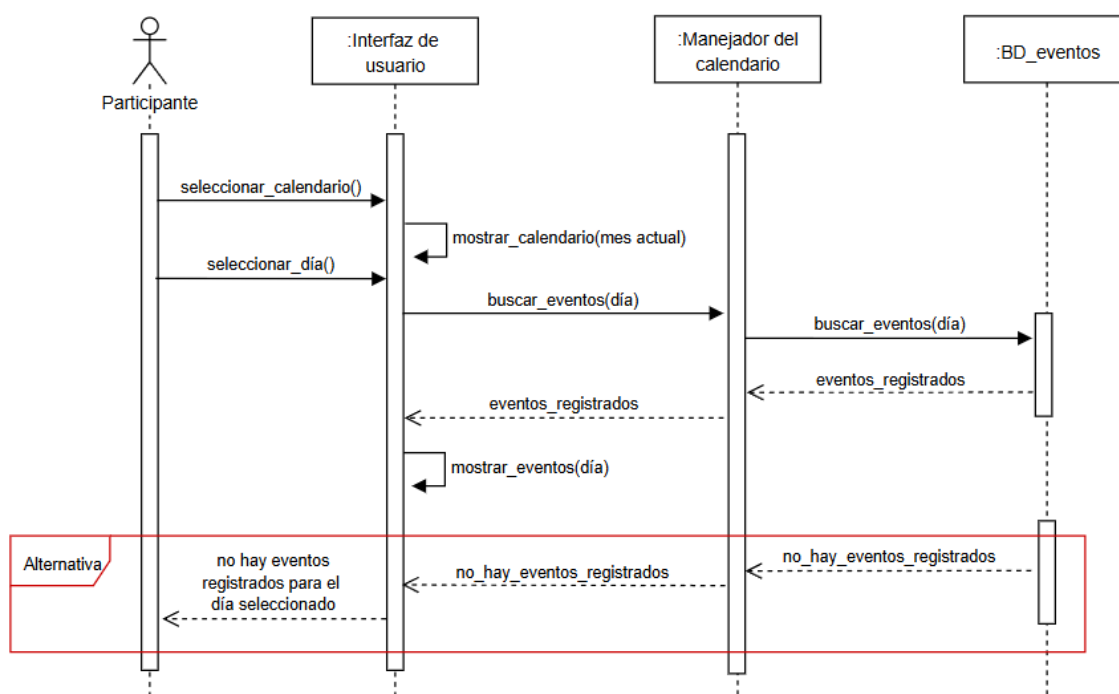 :Interfaz de
usuario
:Manejador del
calendario
:BD_eventos
Participante
seleccionar_calendario()
mostrar_calendario(mes actual)
seleccionar_día()
buscar_eventos(día)
buscar_eventos(día)
eventos_registrados
eventos_registrados
mostrar_eventos(día)
Alternativa
no hay eventos
registrados para el
día seleccionado
no_hay_eventos_registrados
no_hay_eventos_registrados